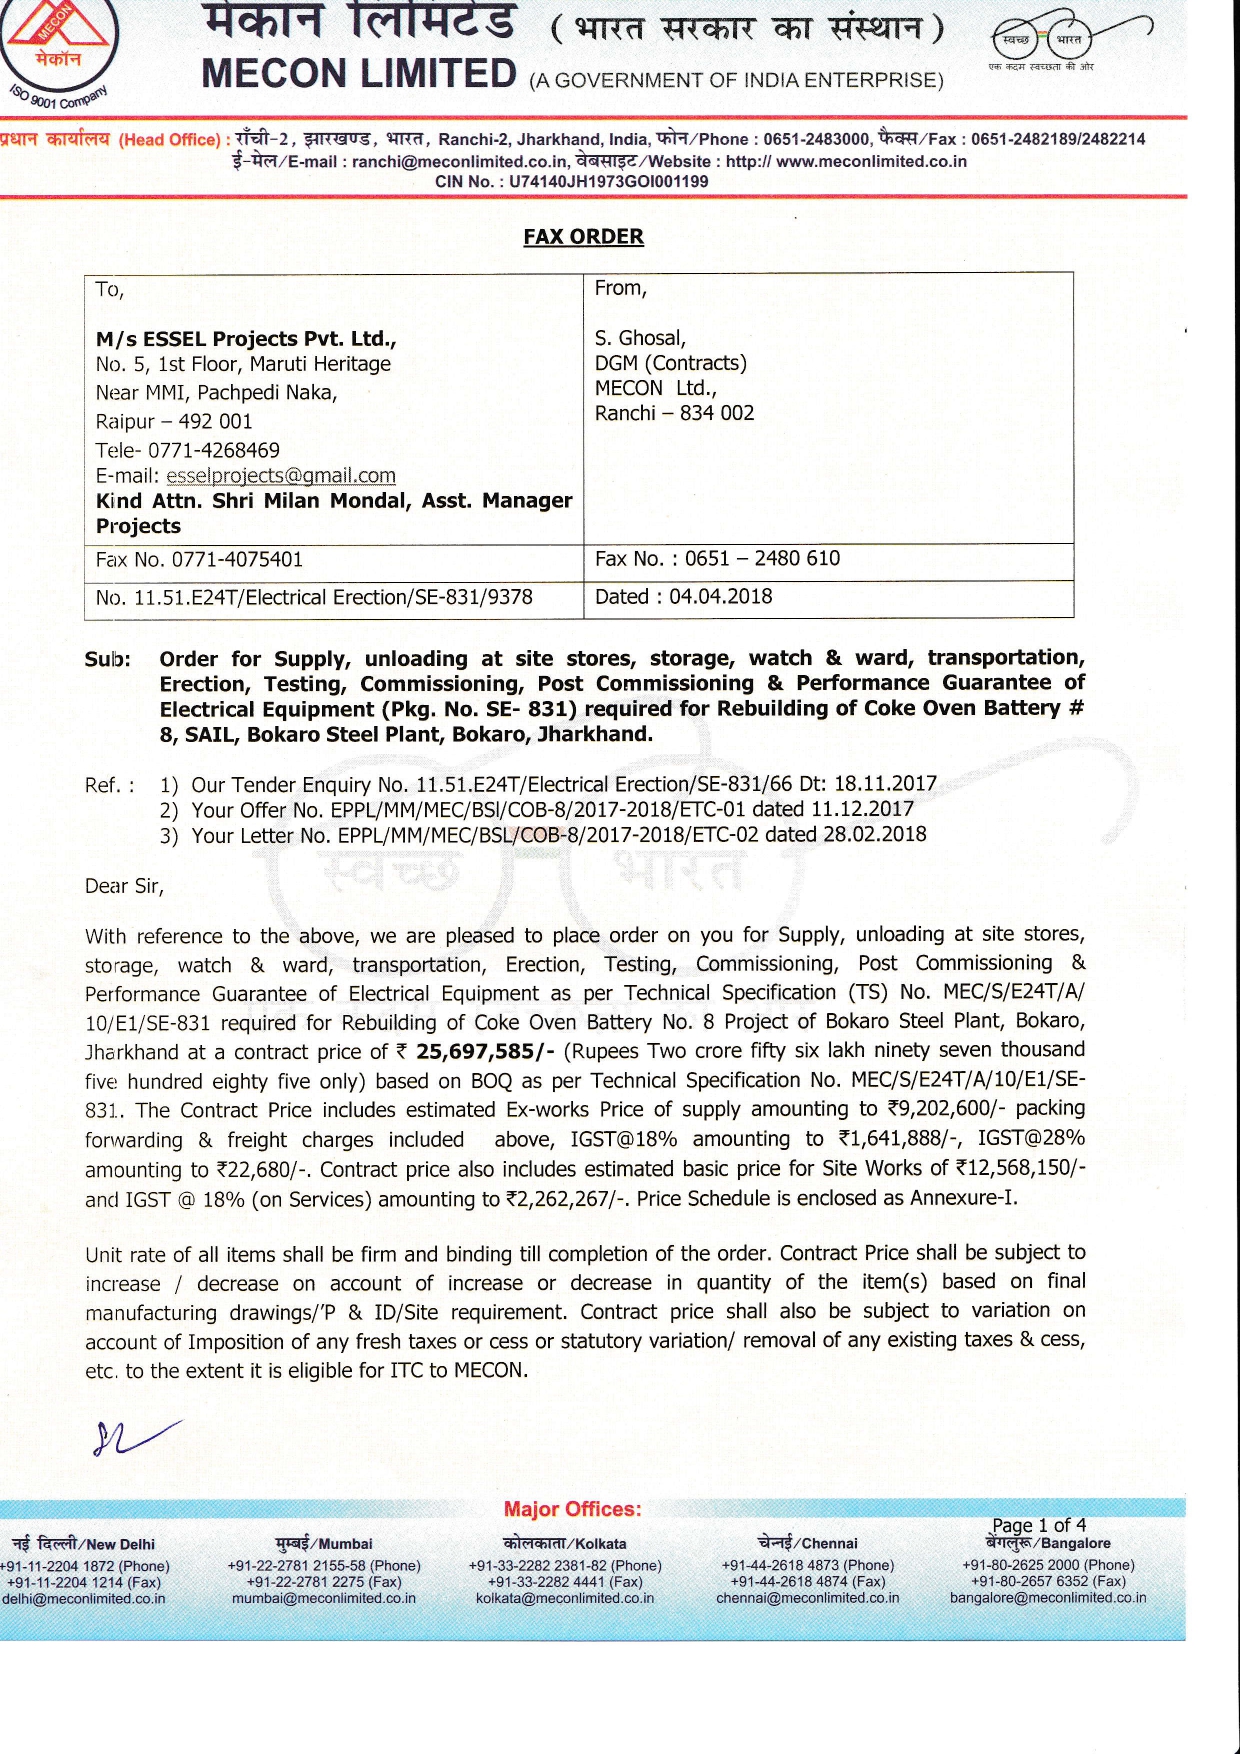 मेकॉन लिमिटेड ( भारत सरकार का संस्थान )
MECON LIMITED (A GOVERNMENT OF INDIA ENTERPRISE)
MECON
मेकॉन
ISO 9001 Company
स्वच्छ भारत
एक कदम स्वच्छता की ओर
प्रधान कार्यालय (Head Office) : राँची-2, झारखण्ड, भारत, Ranchi-2, Jharkhand, India, फोन/Phone : 0651-2483000, फैक्स/Fax : 0651-2482189/2482214
ई-मेल/E-mail : ranchi@meconlimited.co.in, वेबसाइट/Website : http:// www.meconlimited.co.in
CIN No. : U74140JH1973GOI001199
FAX ORDER
To,
M/s ESSEL Projects Pvt. Ltd.,
No. 5, 1st Floor, Maruti Heritage
Near MMI, Pachpedi Naka,
Raipur – 492 001
Tele- 0771-4268469
E-mail: esselprojects@gmail.com
Kind Attn. Shri Milan Mondal, Asst. Manager
Projects
From,
S. Ghosal,
DGM (Contracts)
MECON Ltd.,
Ranchi – 834 002
Fax No. 0771-4075401
Fax No. : 0651 – 2480 610
No. 11.51.E24T/Electrical Erection/SE-831/9378
Dated : 04.04.2018
Sub: Order for Supply, unloading at site stores, storage, watch & ward, transportation,
Erection, Testing, Commissioning, Post Commissioning & Performance Guarantee of
Electrical Equipment (Pkg. No. SE- 831) required for Rebuilding of Coke Oven Battery #
8, SAIL, Bokaro Steel Plant, Bokaro, Jharkhand.
Ref. : 1) Our Tender Enquiry No. 11.51.E24T/Electrical Erection/SE-831/66 Dt: 18.11.2017
2) Your Offer No. EPPL/MM/MEC/BSl/COB-8/2017-2018/ETC-01 dated 11.12.2017
3) Your Letter No. EPPL/MM/MEC/BSL/COB-8/2017-2018/ETC-02 dated 28.02.2018
स्वच्छ भारत
Dear Sir,
With reference to the above, we are pleased to place order on you for Supply, unloading at site stores,
storage, watch & ward, transportation, Erection, Testing, Commissioning, Post Commissioning &
Performance Guarantee of Electrical Equipment as per Technical Specification (TS) No. MEC/S/E24T/A/
10/E1/SE-831 required for Rebuilding of Coke Oven Battery No. 8 Project of Bokaro Steel Plant, Bokaro,
Jharkhand at a contract price of ₹ 25,697,585/- (Rupees Two crore fifty six lakh ninety seven thousand
five hundred eighty five only) based on BOQ as per Technical Specification No. MEC/S/E24T/A/10/E1/SE-
831. The Contract Price includes estimated Ex-works Price of supply amounting to ₹9,202,600/- packing
forwarding & freight charges included above, IGST@18% amounting to ₹1,641,888/-, IGST@28%
amounting to ₹22,680/-. Contract price also includes estimated basic price for Site Works of ₹12,568,150/-
and IGST @ 18% (on Services) amounting to ₹2,262,267/-. Price Schedule is enclosed as Annexure-I.
Unit rate of all items shall be firm and binding till completion of the order. Contract Price shall be subject to
increase / decrease on account of increase or decrease in quantity of the item(s) based on final
manufacturing drawings/'P & ID/Site requirement. Contract price shall also be subject to variation on
account of Imposition of any fresh taxes or cess or statutory variation/ removal of any existing taxes & cess,
etc. to the extent it is eligible for ITC to MECON.
Major Offices:
Page 1 of 4
नई दिल्ली/New Delhi
+91-11-2204 1872 (Phone)
+91-11-2204 1214 (Fax)
delhi@meconlimited.co.in
मुम्बई/Mumbai
+91-22-2781 2155-58 (Phone)
+91-22-2781 2275 (Fax)
mumbai@meconlimited.co.in
कोलकाता/Kolkata
+91-33-2282 2381-82 (Phone)
+91-33-2282 4441 (Fax)
kolkata@meconlimited.co.in
चेन्नई/Chennai
+91-44-2618 4873 (Phone)
+91-44-2618 4874 (Fax)
chennai@meconlimited.co.in
बेंगलुरू/Bangalore
+91-80-2625 2000 (Phone)
+91-80-2657 6352 (Fax)
bangalore@meconlimited.co.in